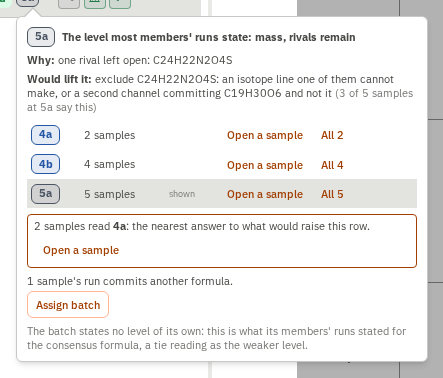 5a The level most members' runs state: mass, rivals remain
Why: one rival left open: C24H22N2O4S
Would lift it: exclude C24H22N2O4S: an isotope line one of them cannot
make, or a second channel committing C19H30O6 and not it (3 of 5 samples
at 5a say this)
4a 2 samples Open a sample All 2
4b 4 samples Open a sample All 4
5a 5 samples shown Open a sample All 5
2 samples read 4a: the nearest answer to what would raise this row.
Open a sample
1 sample's run commits another formula.
Assign batch
The batch states no level of its own: this is what its members' runs stated for
the consensus formula, a tie reading as the weaker level.